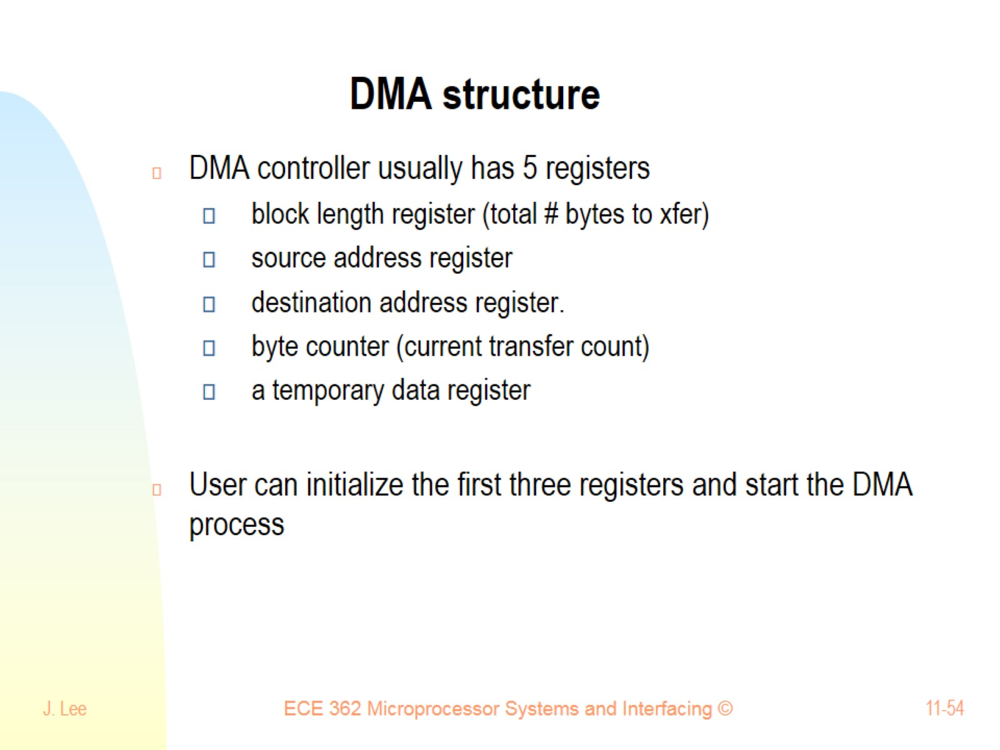 DMA structure
DMA controller usually has 5 registers
block length register (total # bytes to xfer)
source address register
destination address register.
byte counter (current transfer count)
a temporary data register
User can initialize the first three registers and start the DMA
process
J. Lee
ECE 362 Microprocessor Systems and Interfacing ©
11-54